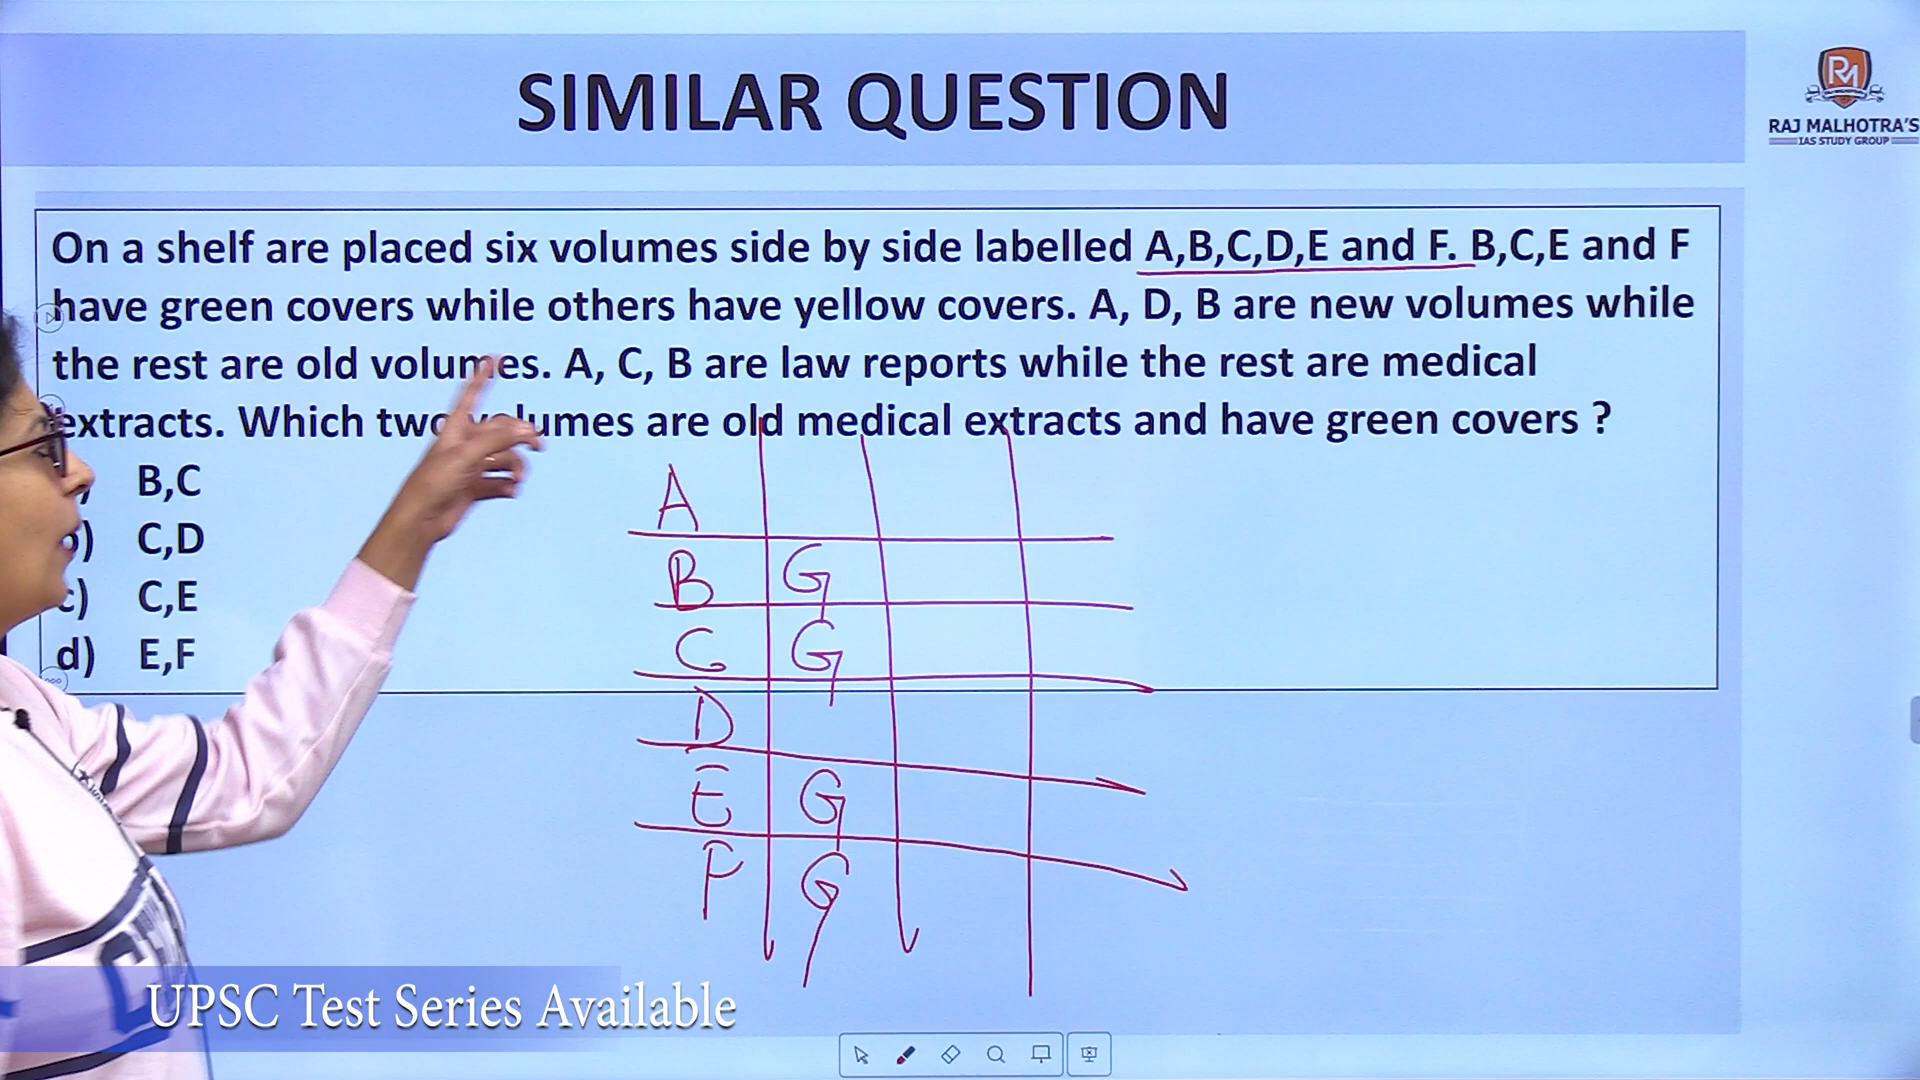 SIMILAR QUESTION
RAJ MALHOTRA'S
IAS STUDY GROUP
On a shelf are placed six volumes side by side labelled A,B,C,D,E and F. B,C,E and F
have green covers while others have yellow covers. A, D, B are new volumes while
the rest are old volumes. A, C, B are law reports while the rest are medical
extracts. Which two volumes are old medical extracts and have green covers ?
B,C
b) C,D
c) C,E
d) E,F
A
B G
C G
D
E G
F G
UPSC Test Series Available